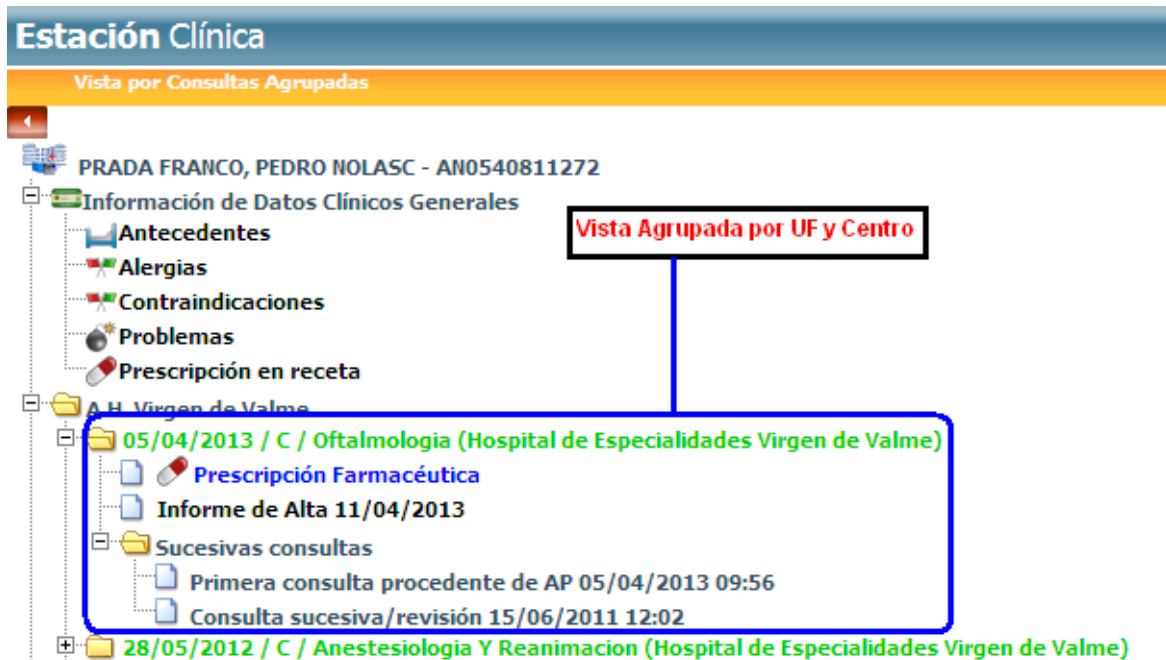 Estación Clínica
Vista por Consultas Agrupadas
PRADA FRANCO, PEDRO NOLASC - AN0540811272
Información de Datos Clínicos Generales
Vista Agrupada por UF y Centro
Antecedentes
Alergias
Contraindicaciones
Problemas
Prescripción en receta
A.H. Virgen de Valme
05/04/2013 / C / Oftalmologia (Hospital de Especialidades Virgen de Valme)
Prescripción Farmacéutica
Informe de Alta 11/04/2013
Sucesivas consultas
Primera consulta procedente de AP 05/04/2013 09:56
Consulta sucesiva/revisión 15/06/2011 12:02
28/05/2012 / C / Anestesiologia Y Reanimacion (Hospital de Especialidades Virgen de Valme)